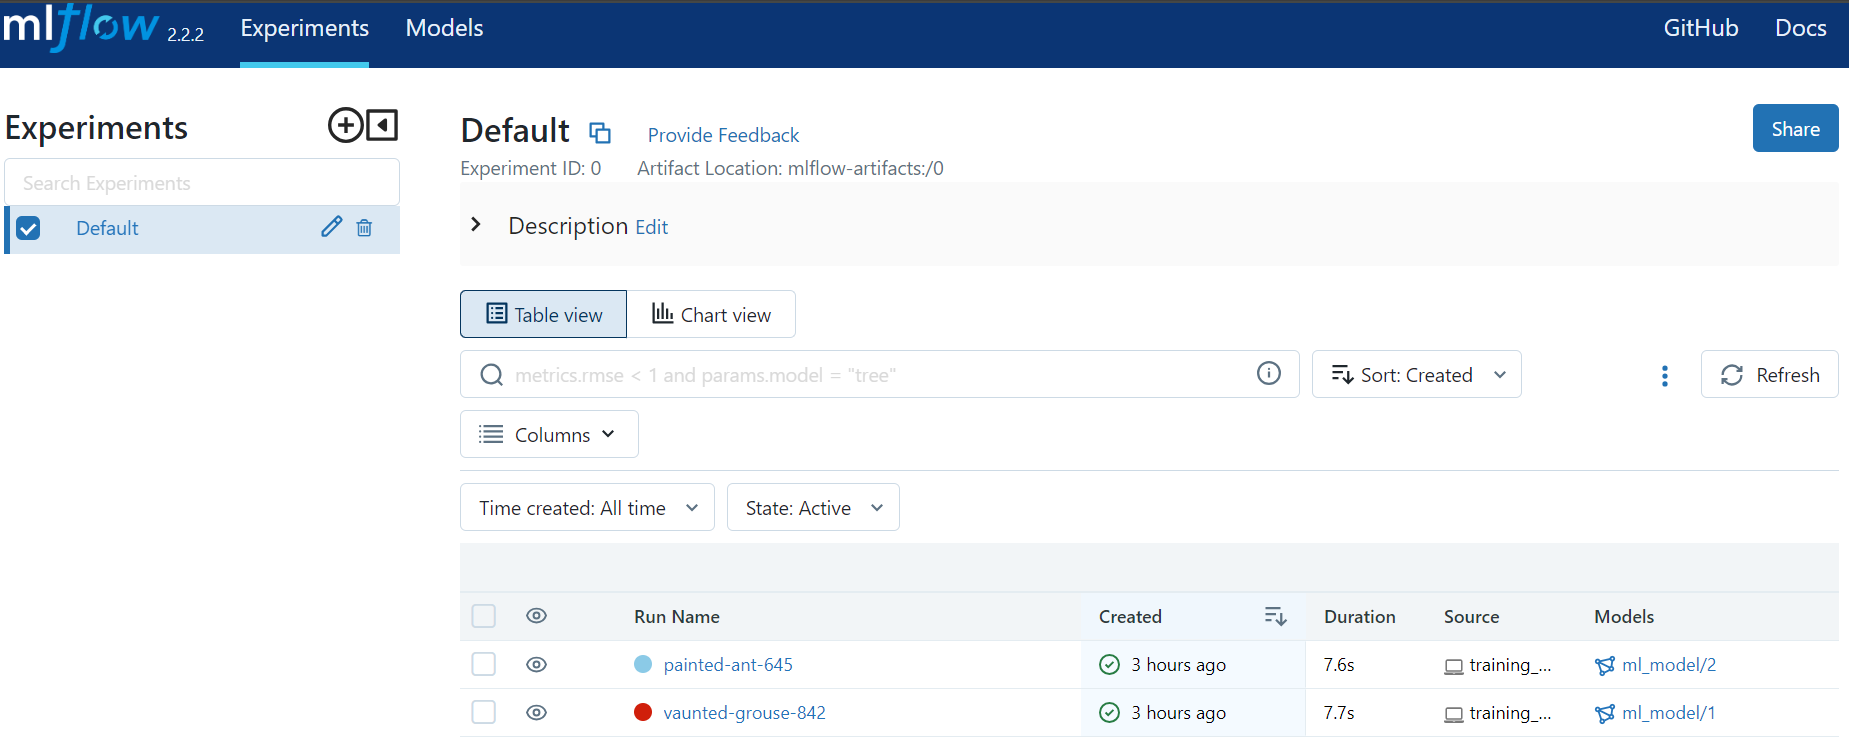 mlflow 2.2.2 Experiments Models GitHub Docs
Experiments
Search Experiments
Default
Default Provide Feedback Share
Experiment ID: 0 Artifact Location: mlflow-artifacts:/0
Description Edit
Table view Chart view
metrics.rmse < 1 and params.model = "tree" Sort: Created Refresh
Columns
Time created: All time State: Active
Run Name Created Duration Source Models
painted-ant-645 3 hours ago 7.6s training_... ml_model/2
vaunted-grouse-842 3 hours ago 7.7s training_... ml_model/1